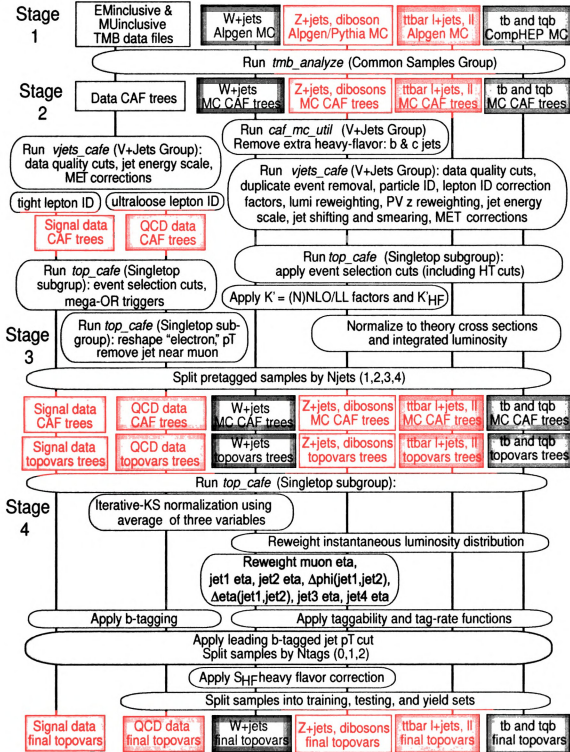 Stage
1
EMinclusive &
MUinclusive
TMB data files
W+jets
Alpgen MC
Z+jets, diboson
Alpgen/Pythia MC
ttbar l+jets, ll
Alpgen MC
tb and tqb
CompHEP MC
Run tmb_analyze (Common Samples Group)
Stage
2
Data CAF trees
W+jets
MC CAF trees
Z+jets, dibosons
MC CAF trees
ttbar l+jets, ll
MC CAF trees
tb and tqb
MC CAF trees
Run caf_mc_util (V+Jets Group)
Remove extra heavy-flavor: b & c jets
Run vjets_cafe (V+Jets Group):
data quality cuts, jet energy scale,
MET corrections
Run vjets_cafe (V+Jets Group): data quality cuts,
duplicate event removal, particle ID, lepton ID correction
factors, lumi reweighting, PV z reweighting, jet energy
scale, jet shifting and smearing, MET corrections
tight lepton ID
ultraloose lepton ID
Signal data
CAF trees
QCD data
CAF trees
Run top_cafe (Singletop
subgrup): event selection cuts,
mega-OR triggers
Run top_cafe (Singletop subgroup):
apply event selection cuts (including HT cuts)
Apply K' = (N)NLO/LL factors and K'HF
Run top_cafe (Singletop sub-
group): reshape "electron," pT
remove jet near muon
Normalize to theory cross sections
and integrated luminosity
Stage
3
Split pretagged samples by Njets (1,2,3,4)
Signal data
CAF trees
QCD data
CAF trees
W+jets
MC CAF trees
Z+jets, dibosons
MC CAF trees
ttbar l+jets, ll
MC CAF trees
tb and tqb
MC CAF trees
Signal data
topovars trees
QCD data
topovars trees
W+jets
topovars trees
Z+jets, dibosons
topovars trees
ttbar l+jets, ll
topovars trees
tb and tqb
topovars trees
Run top_cafe (Singletop subgroup):
Stage
4
Iterative-KS normalization using
average of three variables
Reweight instantaneous luminosity distribution
Reweight muon eta,
jet1 eta, jet2 eta, Δphi(jet1,jet2),
Δeta(jet1,jet2), jet3 eta, jet4 eta
Apply b-tagging
Apply taggability and tag-rate functions
Apply leading b-tagged jet pT cut
Split samples by Ntags (0,1,2)
Apply SHF heavy flavor correction
Split samples into training, testing, and yield sets
Signal data
final topovars
QCD data
final topovars
W+jets
final topovars
Z+jets, dibosons
final topovars
ttbar l+jets, ll
final topovars
tb and tqb
final topovars